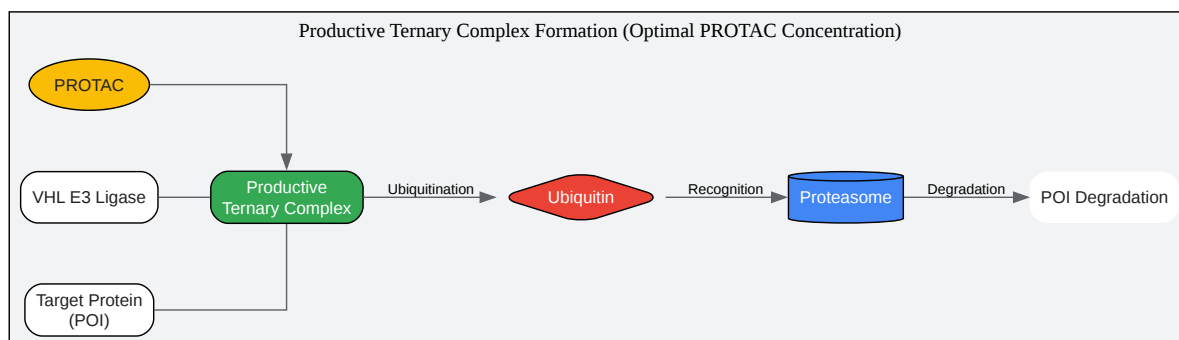 Productive Ternary Complex Formation (Optimal PROTAC Concentration)
PROTAC
VHL E3 Ligase
Productive
Ternary Complex
Ubiquitination
Ubiquitin
Recognition
Proteasome
Degradation
POI Degradation
Target Protein
(POI)